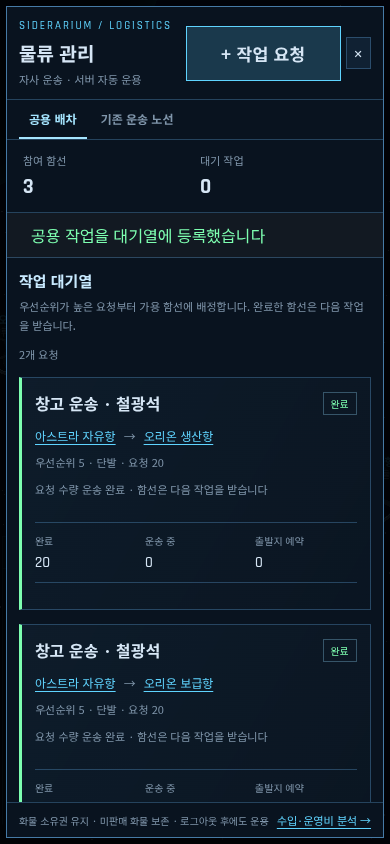 SIDERARIUM / LOGISTICS
물류 관리
자사 운송 · 서버 자동 운용
+ 작업 요청
×
공용 배차
기존 운송 노선
참여 함선
대기 작업
3
0
공용 작업을 대기열에 등록했습니다
작업 대기열
우선순위가 높은 요청부터 가용 함선에 배정합니다. 완료한 함선은 다음 작업
을 받습니다.
2개 요청
창고 운송 · 철광석
완료
아스트라 자유항 → 오리온 생산항
우선순위 5 · 단발 · 요청 20
요청 수량 운송 완료 · 함선은 다음 작업을 받습니다
완료
운송 중
출발지 예약
20
0
0
창고 운송 · 철광석
완료
아스트라 자유항 → 오리온 보급항
우선순위 5 · 단발 · 요청 20
요청 수량 운송 완료 · 함선은 다음 작업을 받습니다
완료
운송 중
출발지 예약
화물 소유권 유지 · 미판매 화물 보존 · 로그아웃 후에도 운용
수입·운영비 분석 →